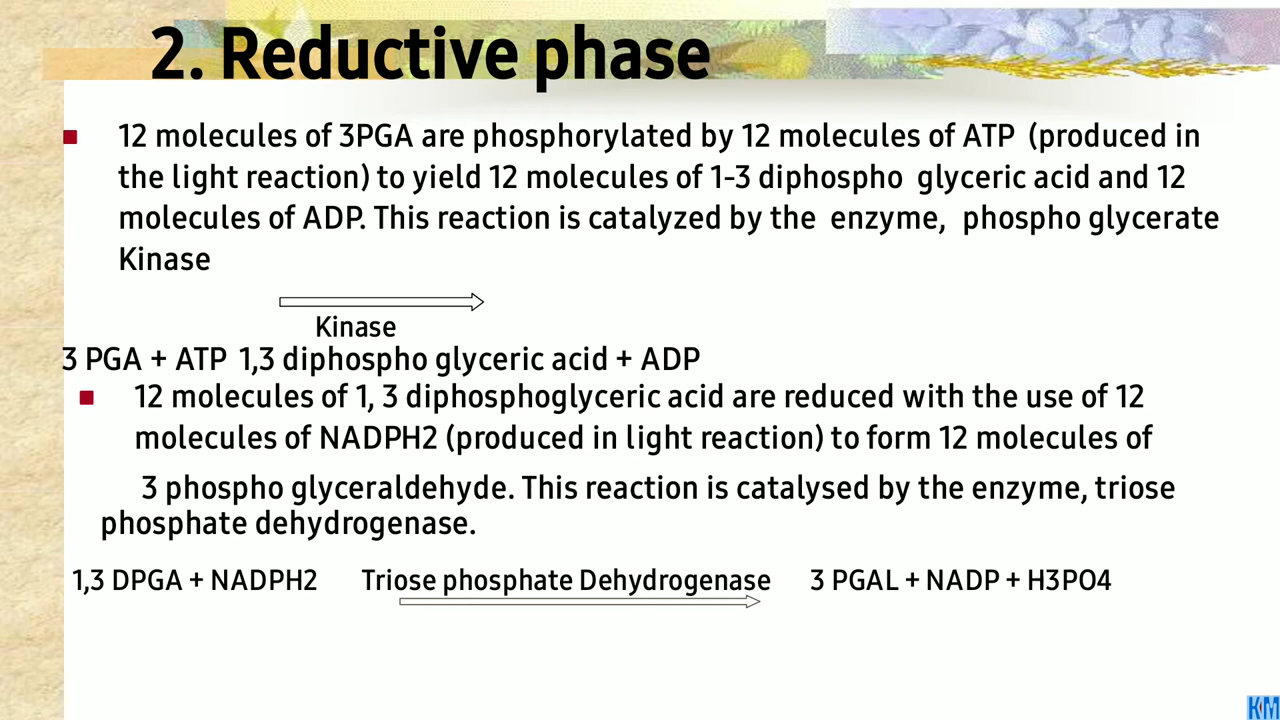 2. Reductive phase
12 molecules of 3PGA are phosphorylated by 12 molecules of ATP (produced in
the light reaction) to yield 12 molecules of 1-3 diphospho glyceric acid and 12
molecules of ADP. This reaction is catalyzed by the enzyme, phospho glycerate
Kinase
Kinase
3 PGA + ATP 1,3 diphospho glyceric acid + ADP
12 molecules of 1, 3 diphosphoglyceric acid are reduced with the use of 12
molecules of NADPH2 (produced in light reaction) to form 12 molecules of
3 phospho glyceraldehyde. This reaction is catalysed by the enzyme, triose
phosphate dehydrogenase.
1,3 DPGA + NADPH2 Triose phosphate Dehydrogenase 3 PGAL + NADP + H3PO4
KM